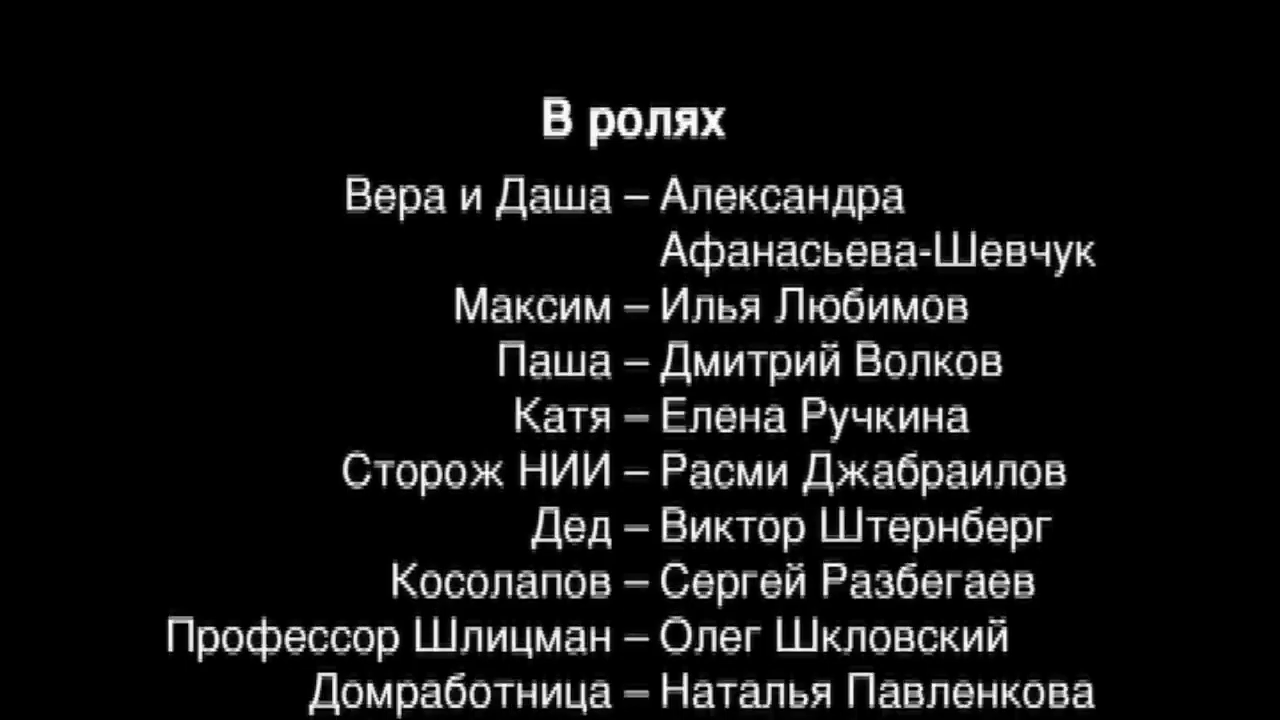 В ролях
Вера и Даша – Александра
Афанасьева-Шевчук
Максим – Илья Любимов
Паша – Дмитрий Волков
Катя – Елена Ручкина
Сторож НИИ – Расми Джабраилов
Дед – Виктор Штернберг
Косолапов – Сергей Разбегаев
Профессор Шлицман – Олег Шкловский
Домработница – Наталья Павленкова